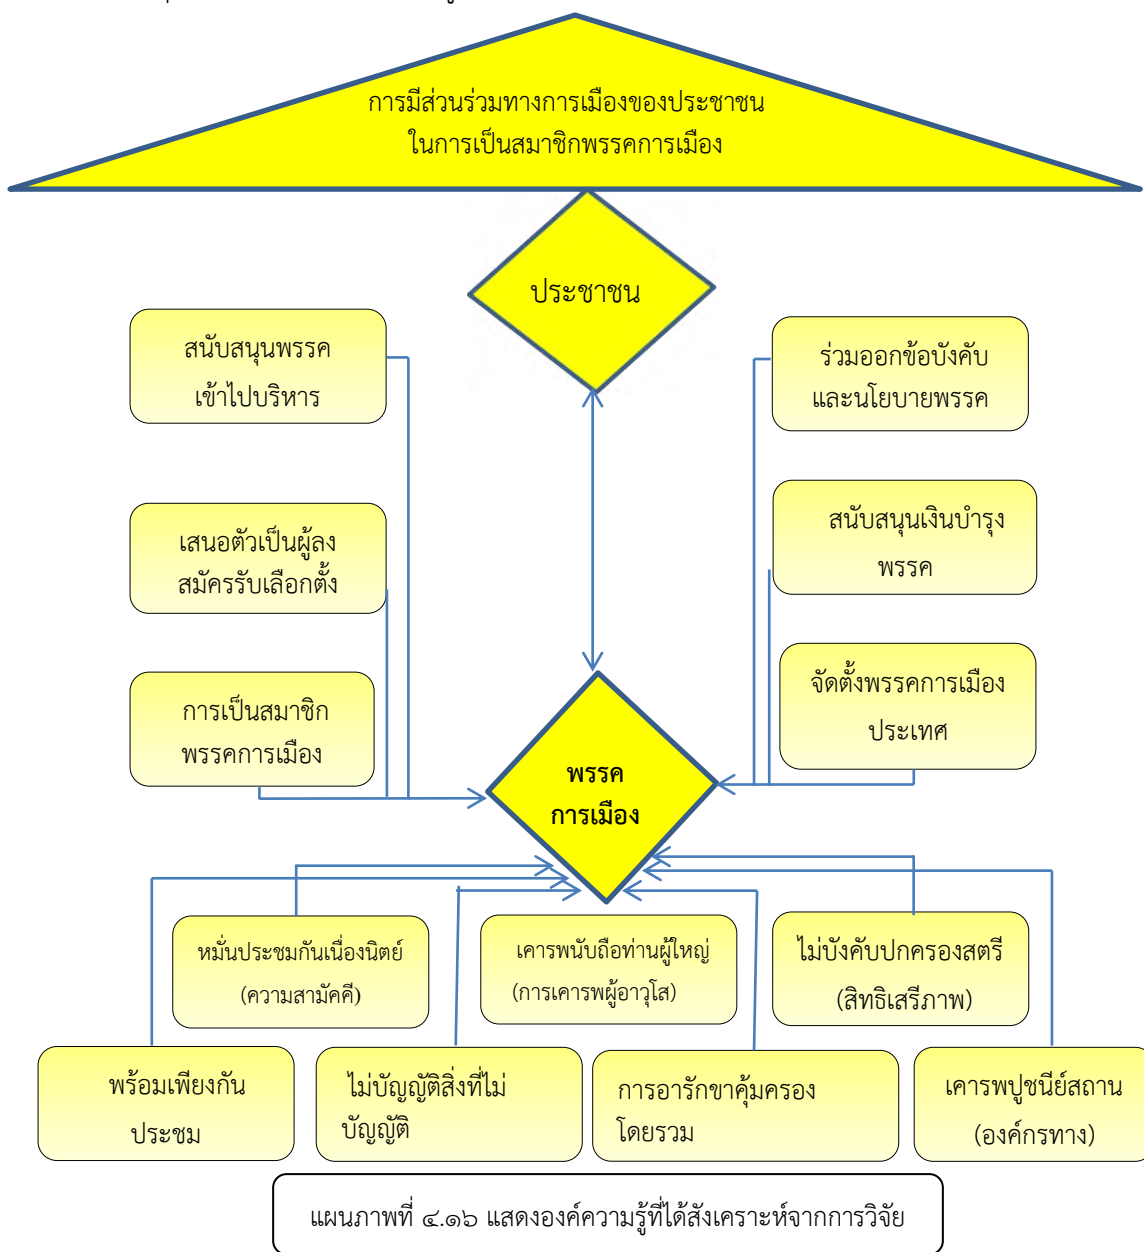 การมีส่วนร่วมทางการเมืองของประชาชน
ในการเป็นสมาชิกพรรคการเมือง
ประชาชน
สนับสนุนพรรค
เข้าไปบริหาร
ร่วมออกข้อบังคับ
และนโยบายพรรค
เสนอตัวเป็นผู้ลง
สมัครรับเลือกตั้ง
สนับสนุนเงินบำรุง
พรรค
การเป็นสมาชิก
พรรคการเมือง
จัดตั้งพรรคการเมือง
ประเทศ
พรรค
การเมือง
หมั่นประชมกันเนื่องนิตย์
(ความสามัคคี)
เคารพนับถือท่านผู้ใหญ่
(การเคารพผู้อาวุโส)
ไม่บังคับปกครองสตรี
(สิทธิเสรีภาพ)
พร้อมเพียงกัน
ประชม
ไม่บัญญัติสิ่งที่ไม่
บัญญัติ
การอารักขาคุ้มครอง
โดยรวม
เคารพปูชนีย์สถาน
(องค์กรทาง)
แผนภาพที่ ๔.๑๖ แสดงองค์ความรู้ที่ได้สังเคราะห์จากการวิจัย